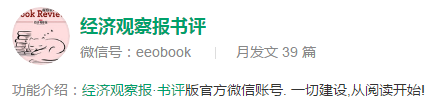 ook Review
经济观察报书评
微信号：eeobook | 月发文 39 篇
功能介绍：经济观察报·书评版官方微信账号. 一切建设,从阅读开始!